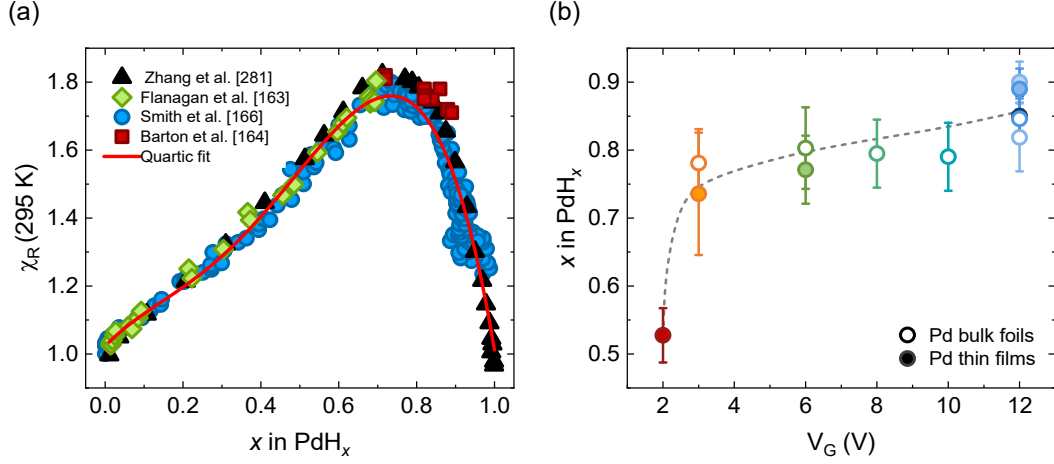 (a)
1.8
1.6
1.4
1.2
1.0
χR (295 K)
Zhang et al. [281]
Flanagan et al. [163]
Smith et al. [166]
Barton et al. [164]
Quartic fit
0.0 0.2 0.4 0.6 0.8 1.0
x in PdHx
(b)
0.9
0.8
0.7
0.6
0.5
x in PdHx
Pd bulk foils
Pd thin films
2 4 6 8 10 12
VG (V)